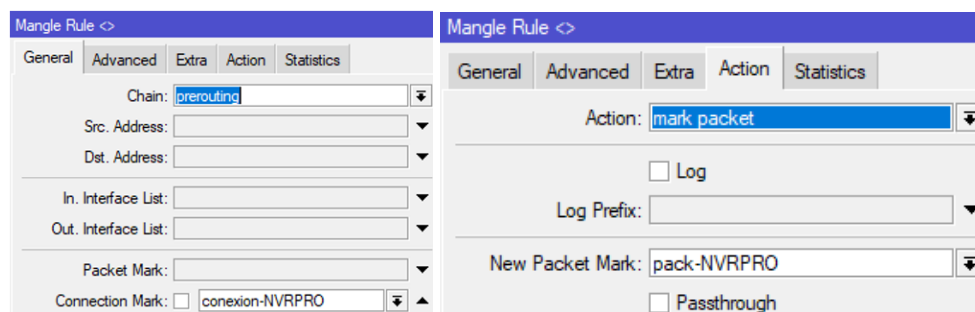 Mangle Rule <>
General Advanced Extra Action Statistics
Chain: prerouting
Src. Address:
Dst. Address:
In. Interface List:
Out. Interface List:
Packet Mark:
Connection Mark: conexion-NVRPRO
Mangle Rule <>
General Advanced Extra Action Statistics
Action: mark packet
Log
Log Prefix:
New Packet Mark: pack-NVRPRO
Passthrough